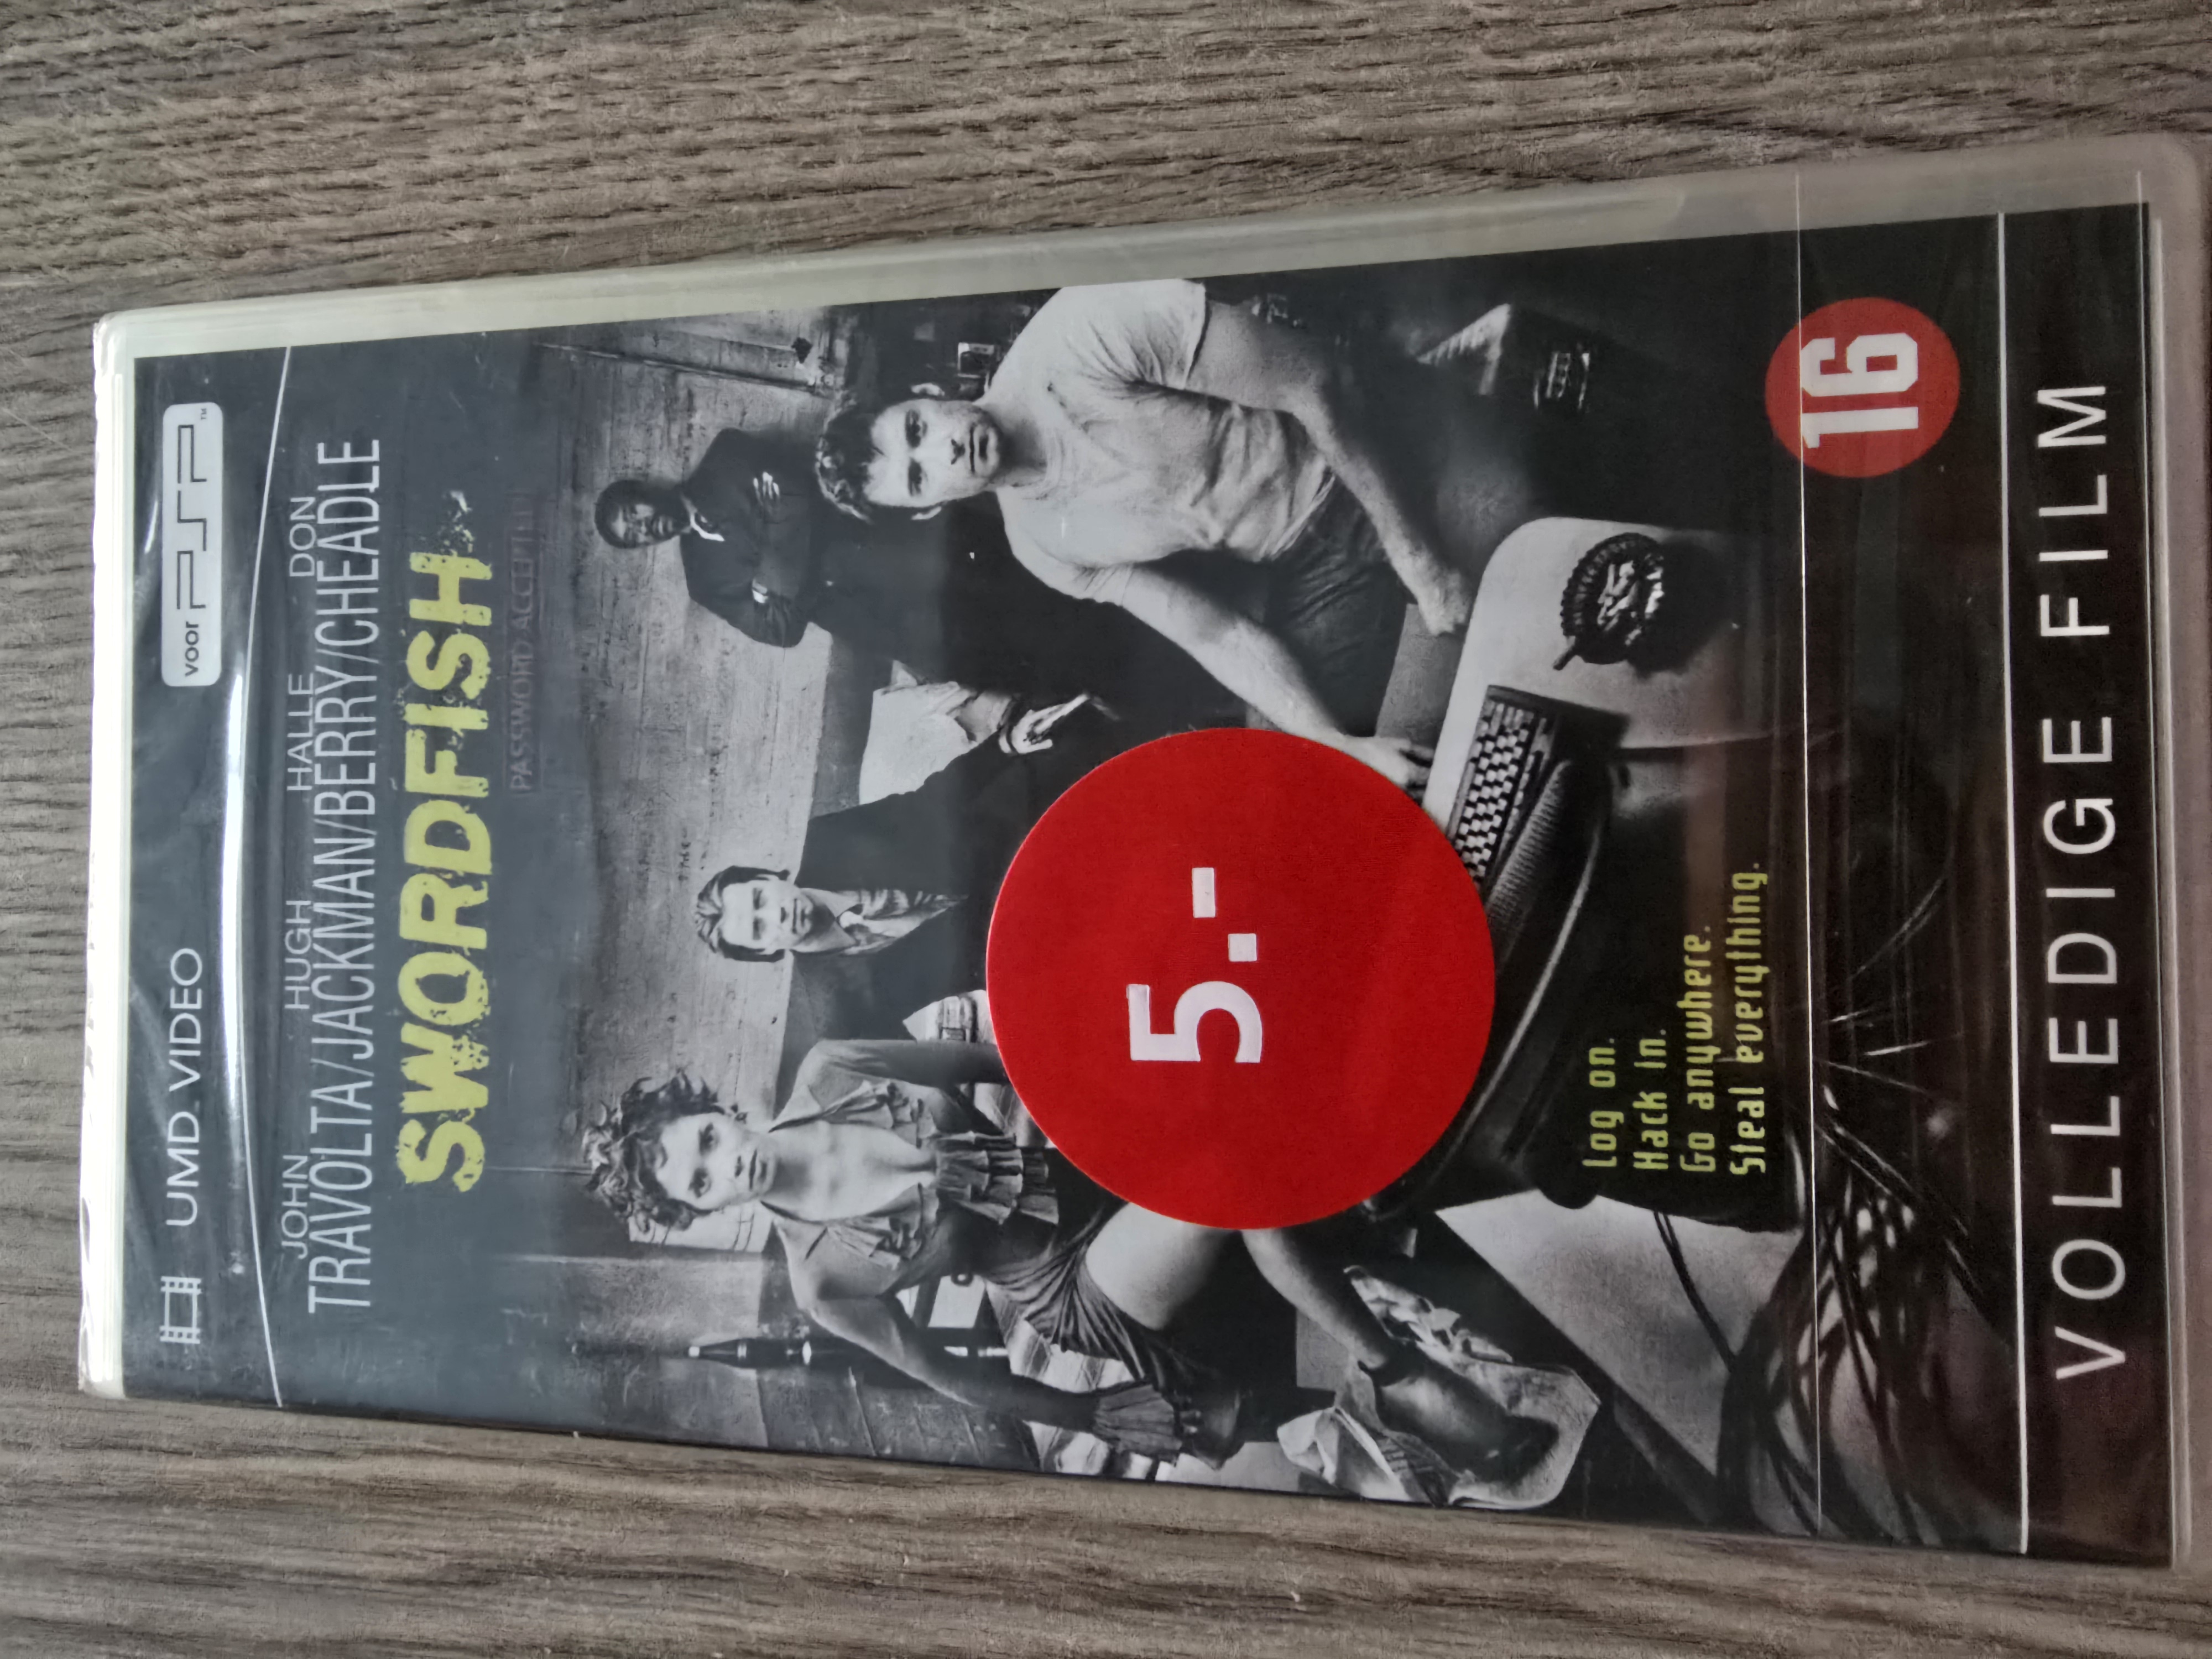 UMD VIDEO
voor PSP™
JOHN HUGH HALLE DON
TRAVOLTA/JACKMAN/BERRY/CHEADLE
SWORDFISH
PASSWORD ACCEPTED
5.-
Log on.
Hack in.
Go anywhere.
Steal everything.
16
VOLLEDIGE FILM